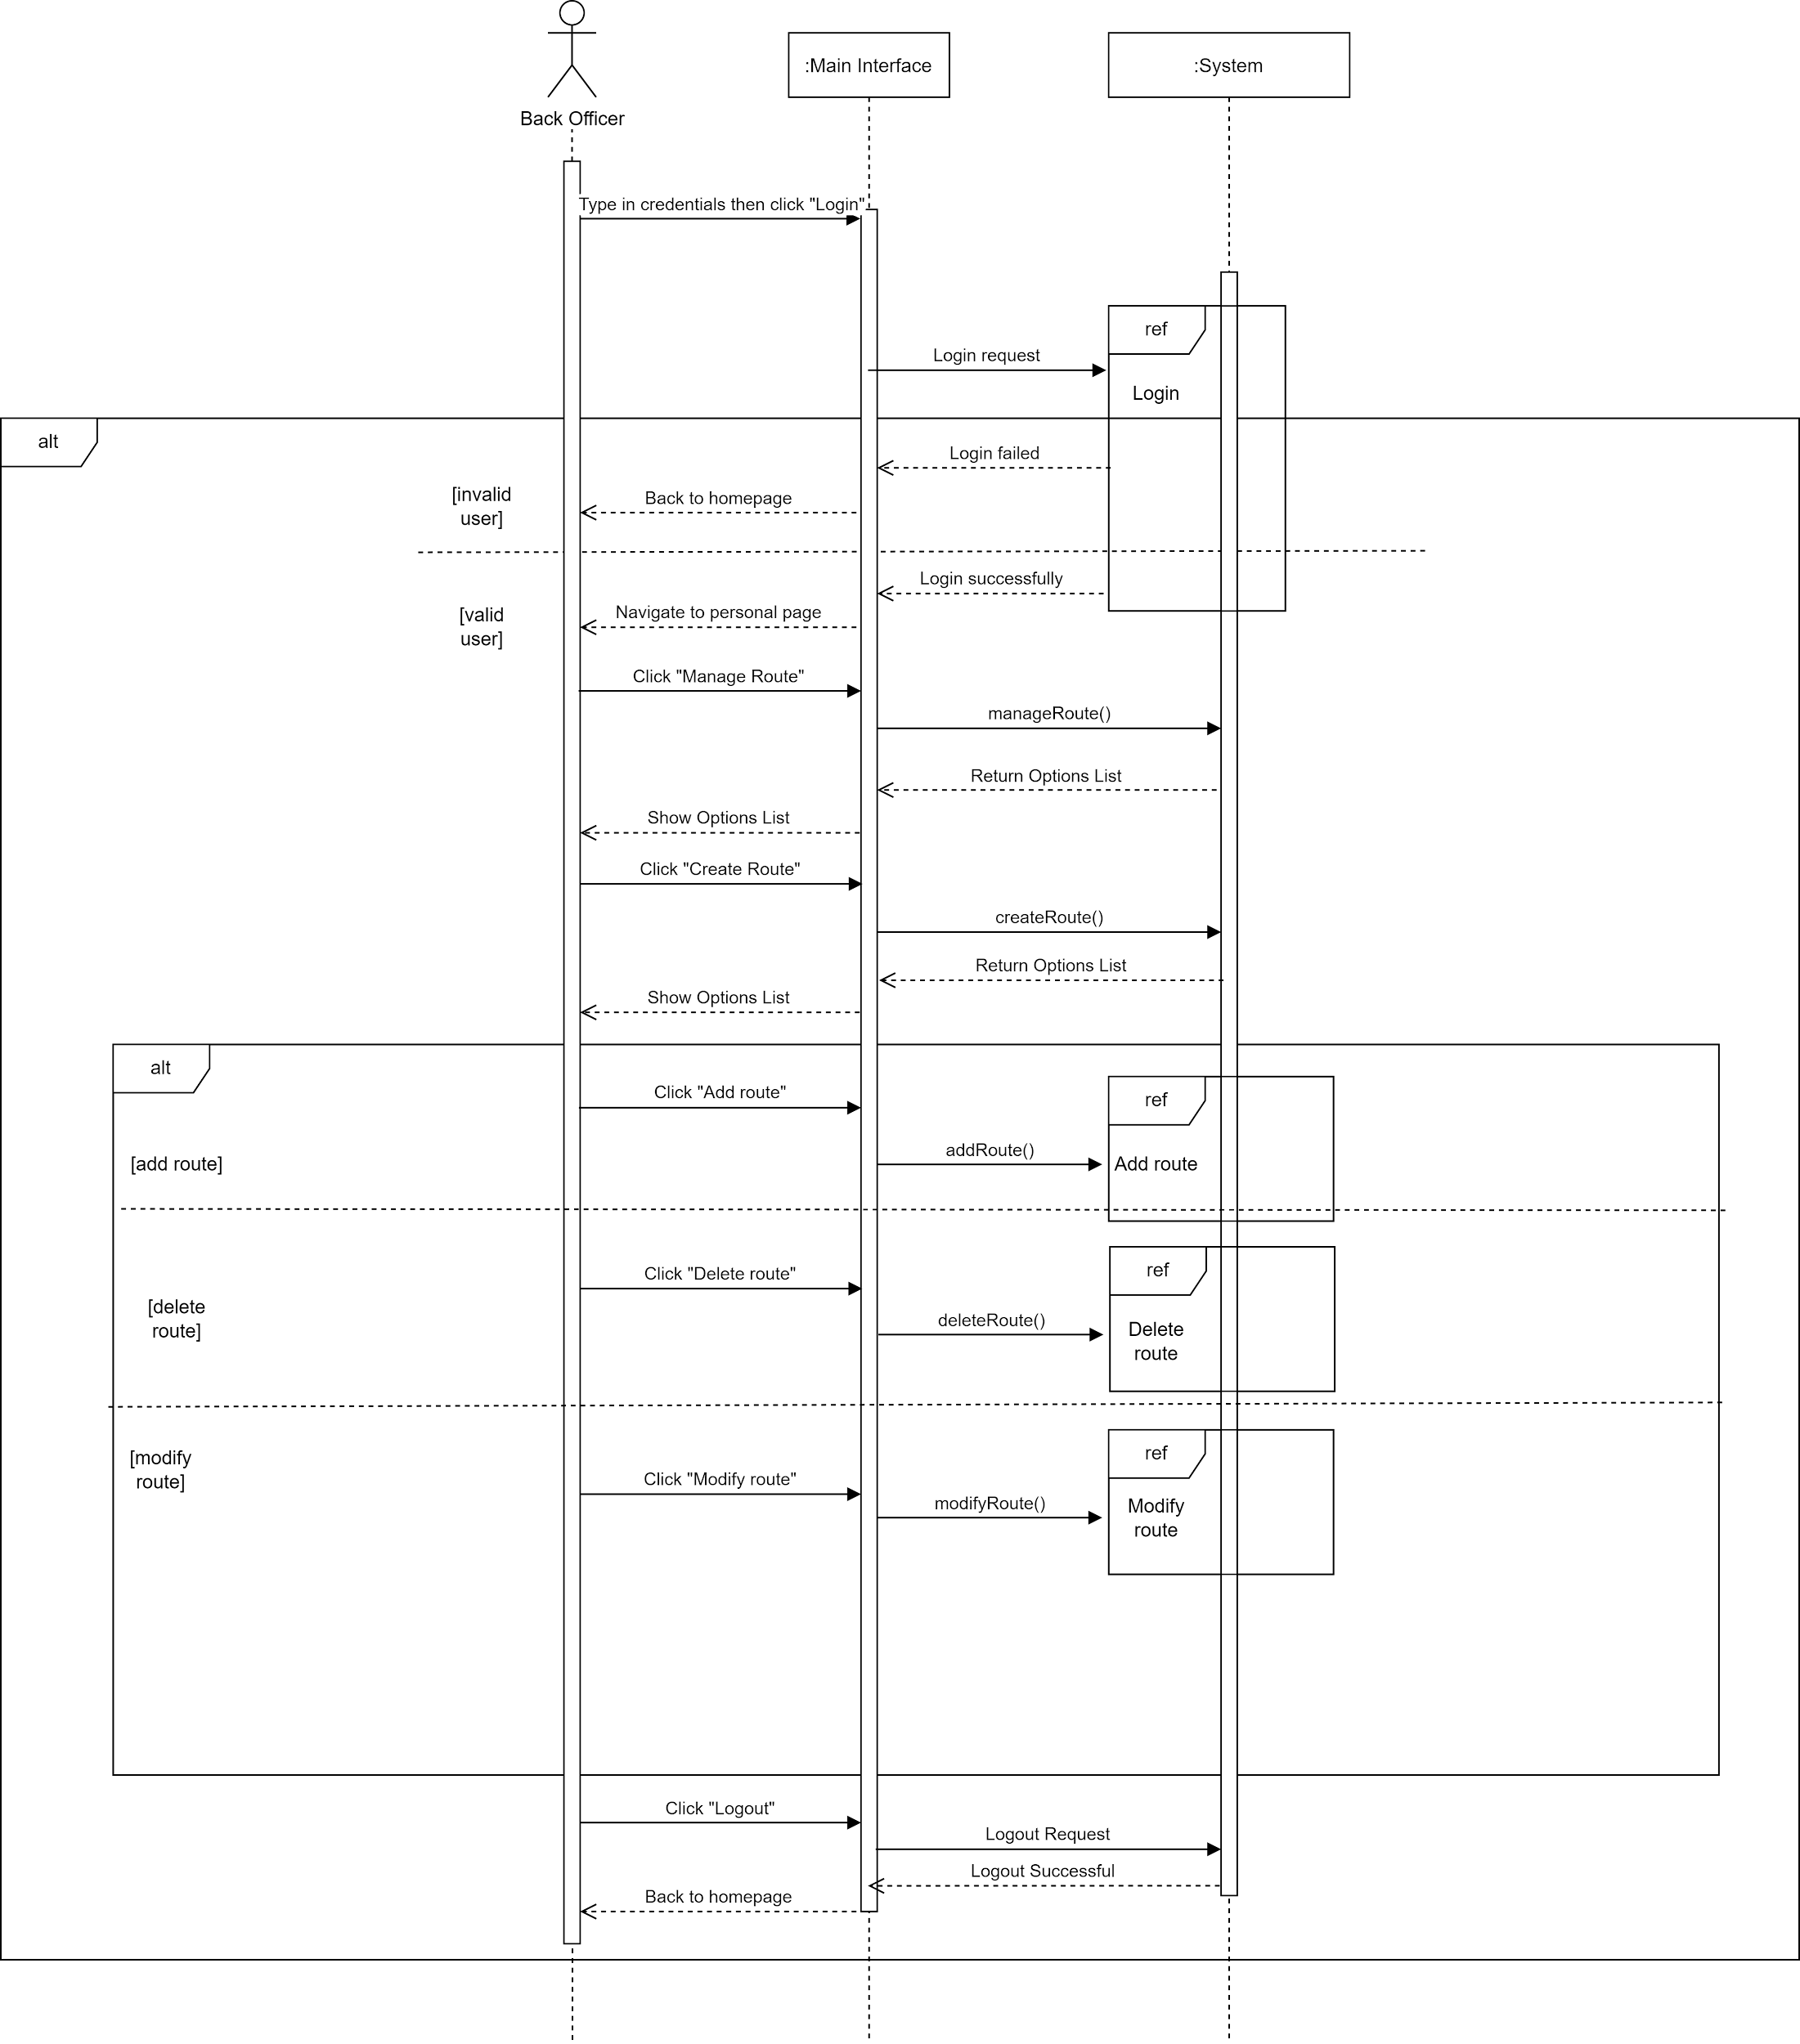 :Main Interface
:System
Back Officer
Type in credentials then click "Login"
ref
Login request
Login
alt
Login failed
[invalid
user]
Back to homepage
Login successfully
[valid
user]
Navigate to personal page
Click "Manage Route"
manageRoute()
Return Options List
Show Options List
Click "Create Route"
createRoute()
Return Options List
Show Options List
alt
Click "Add route"
ref
addRoute()
[add route]
Add route
Click "Delete route"
ref
[delete
route]
deleteRoute()
Delete
route
[modify
route]
ref
Click "Modify route"
modifyRoute()
Modify
route
Click "Logout"
Logout Request
Logout Successful
Back to homepage